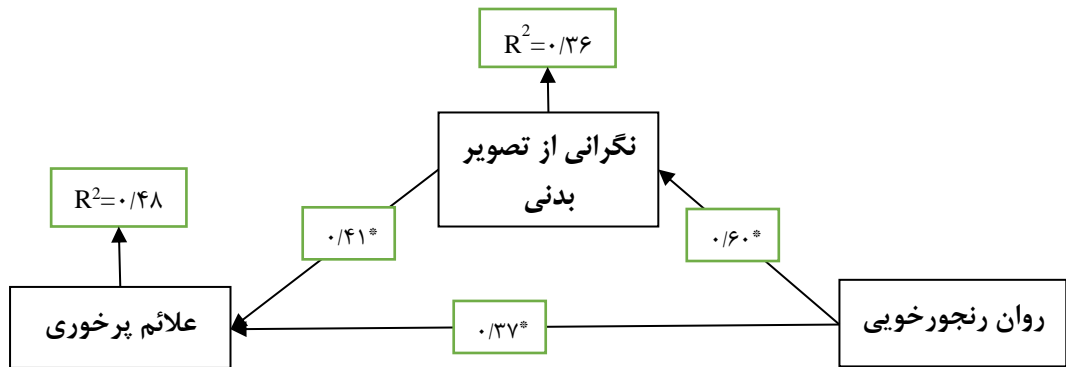 R²=۰/۳۶
نگرانی از تصویر
بدنی
R²=۰/۴۸
۰/۴۱*
۰/۶۰*
روان رنجورخویی
۰/۳۷*
علائم پرخوری